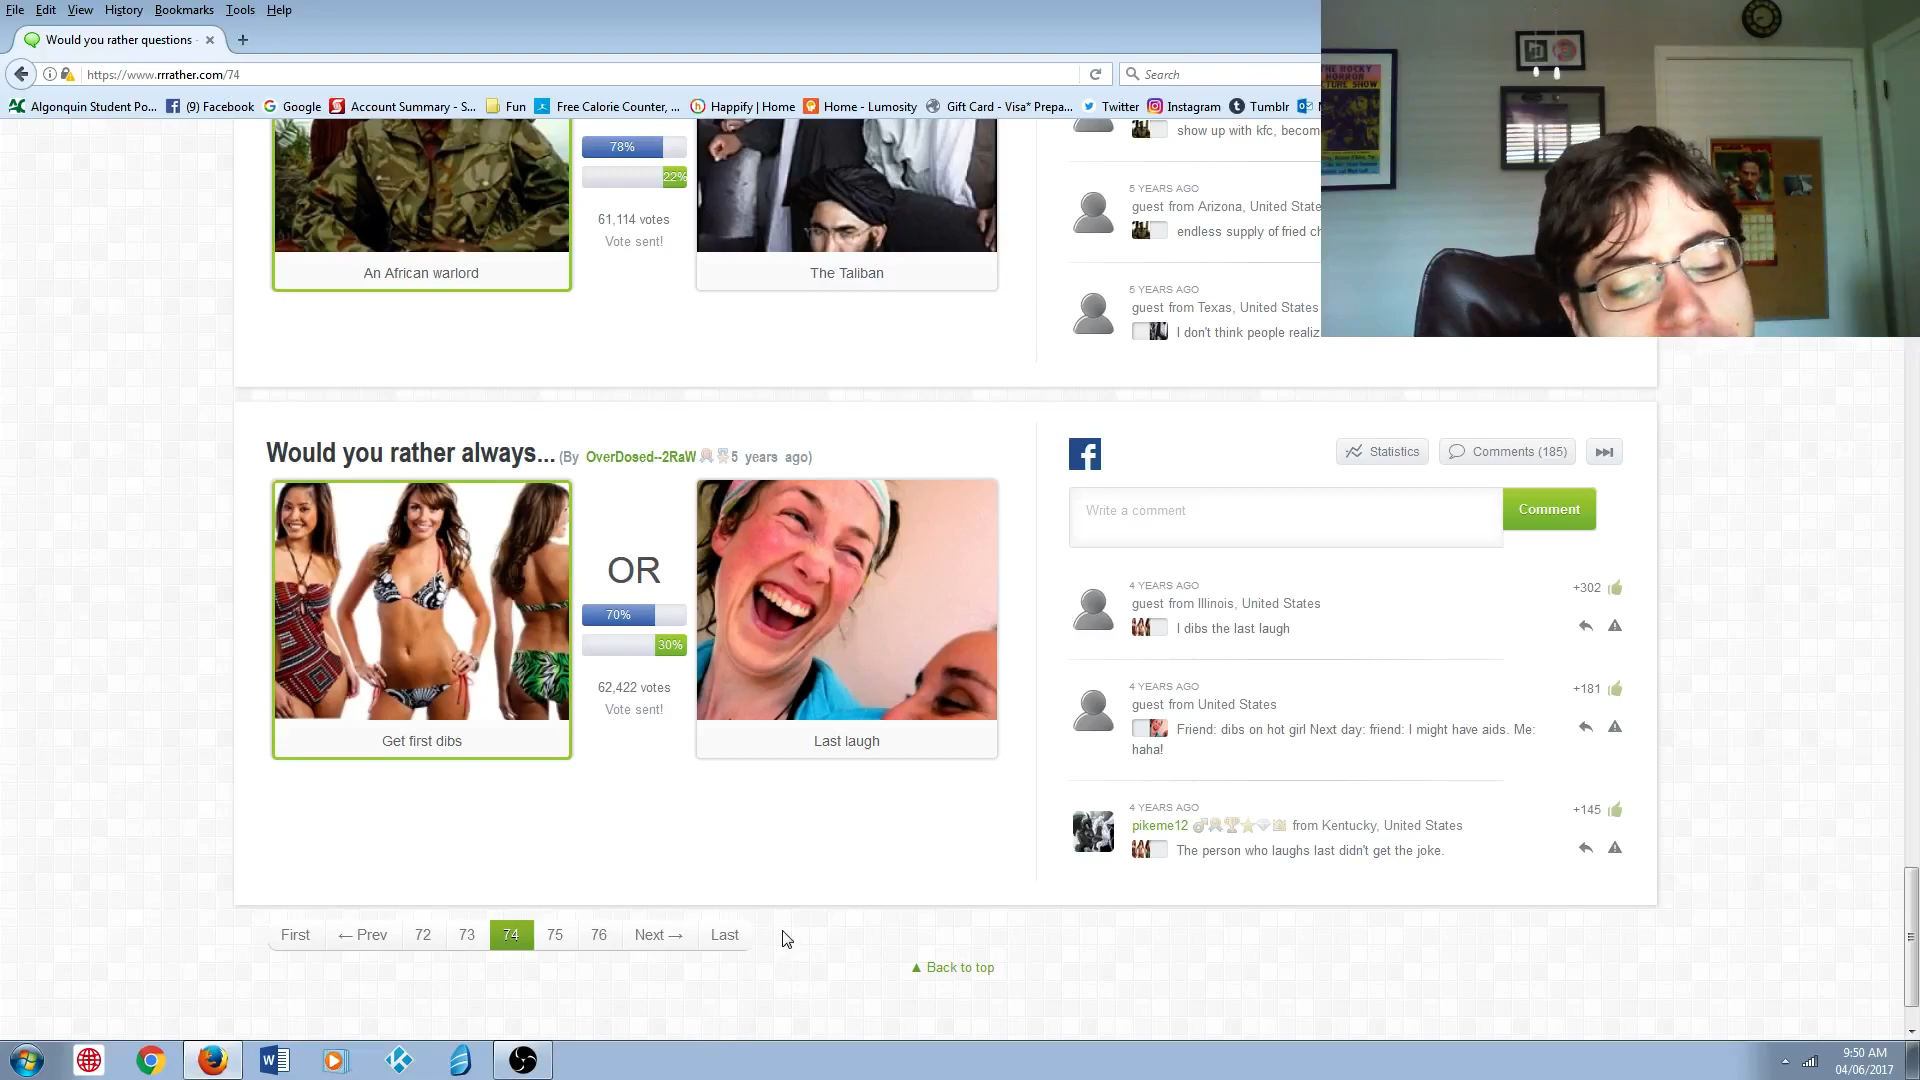 File Edit View History Bookmarks Tools Help
Would you rather questions
https://www.rrrather.com/74
Search
Algonquin Student Po... (9) Facebook Google Account Summary - S... Fun Free Calorie Counter, ... Happify | Home Home - Lumosity Gift Card - Visa® Prepa... Twitter Instagram Tumblr
78%
22%
61,114 votes
Vote sent!
An African warlord
The Taliban
show up with kfc, becom
5 YEARS AGO
guest from Arizona, United State
endless supply of fried ch
5 YEARS AGO
guest from Texas, United States
I don't think people realiz
THE ROCKY
HORROR
Would you rather always... (By OverDosed--2RaW 5 years ago)
OR
70%
30%
62,422 votes
Vote sent!
Get first dibs
Last laugh
Statistics
Comments (185)
Write a comment
Comment
4 YEARS AGO
guest from Illinois, United States
I dibs the last laugh
+302
4 YEARS AGO
guest from United States
Friend: dibs on hot girl Next day: friend: I might have aids. Me:
haha!
+181
4 YEARS AGO
pikeme12 from Kentucky, United States
The person who laughs last didn't get the joke.
+145
First ← Prev 72 73 74 75 76 Next → Last
▲ Back to top
9:50 AM
04/06/2017